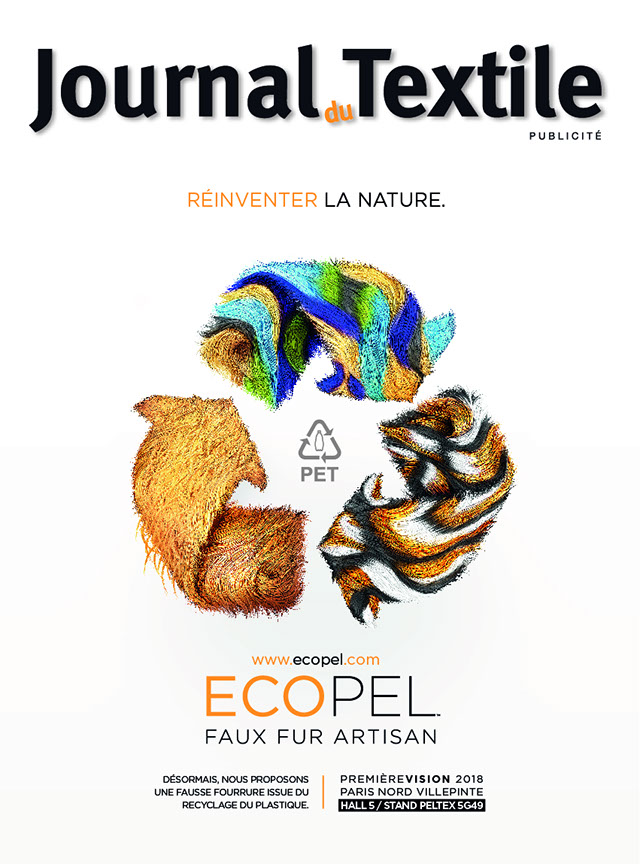 Journal du Textile
PUBLICITÉ
RÉINVENTER LA NATURE.
PET
www.ecopel.com
ECOPEL™
FAUX FUR ARTISAN
DÉSORMAIS, NOUS PROPOSONS
UNE FAUSSE FOURRURE ISSUE DU
RECYCLAGE DU PLASTIQUE.
PREMIÈREVISION 2018
PARIS NORD VILLEPINTE
HALL 5 / STAND PELTEX 5G49